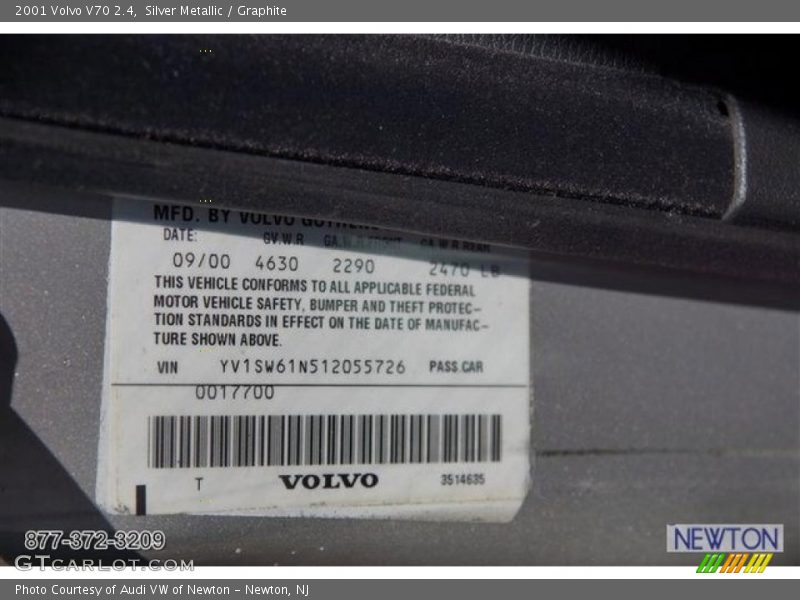 2001 Volvo V70 2.4, Silver Metallic / Graphite
MFD. BY VOLVO GOTHENB
DATE: G.V.W.R G.A.W.R FRONT G.A.W.R REAR
09/00 4630 2290 2470 LB
THIS VEHICLE CONFORMS TO ALL APPLICABLE FEDERAL
MOTOR VEHICLE SAFETY, BUMPER AND THEFT PROTEC-
TION STANDARDS IN EFFECT ON THE DATE OF MANUFAC-
TURE SHOWN ABOVE.
VIN YV1SW61N512055726 PASS.CAR
0017700
T VOLVO 3514635
877-372-3209
GTCARLOT.COM
NEWTON
Photo Courtesy of Audi VW of Newton - Newton, NJ